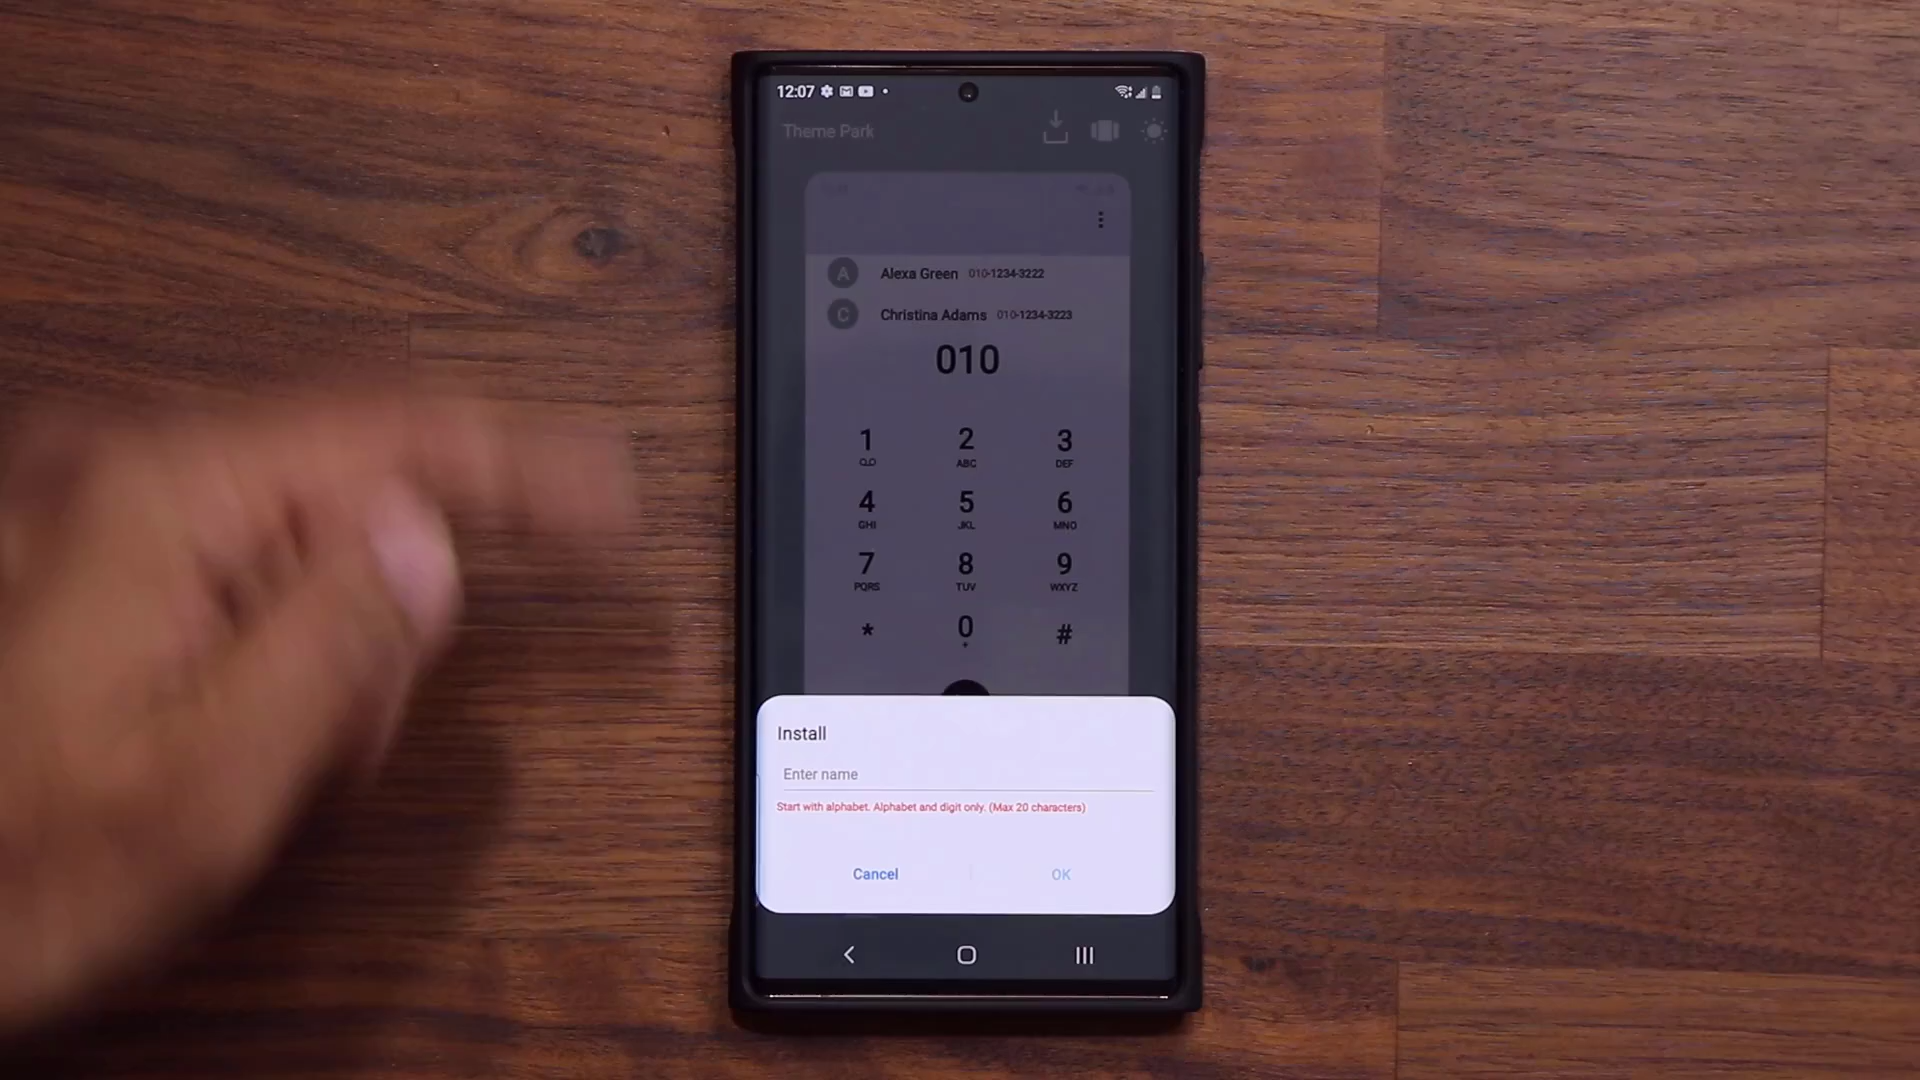 12:07
Theme Park
A Alexa Green 010-1234-3222
C Christina Adams 010-1234-3223
010
1 2 3
ABC DEF
4 5 6
GHI JKL MNO
7 8 9
PQRS TUV WXYZ
* 0 #
+
Install
Enter name
Start with alphabet. Alphabet and digit only. (Max 20 characters)
Cancel OK